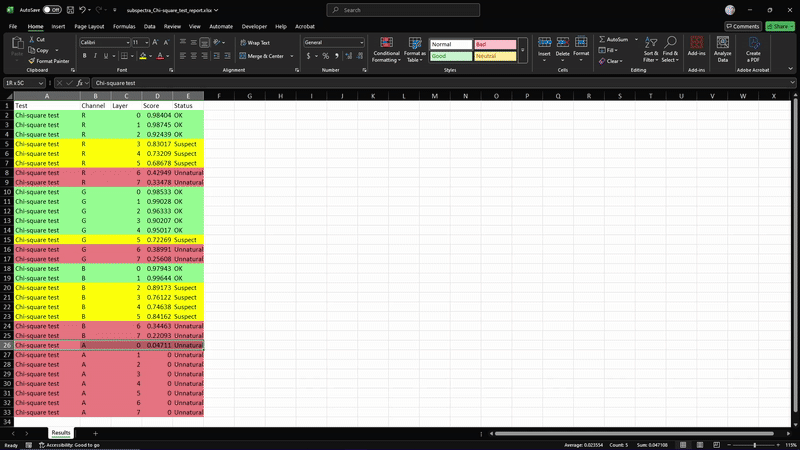 AutoSave Off subspectra_Chi-square_test_report.xlsx Search
File Home Insert Page Layout Formulas Data Review View Automate Developer Help Acrobat Comments Share
Paste Cut Copy Format Painter Clipboard
Calibri 11 Font
Wrap Text Merge & Center Alignment
General Number
Conditional Formatting Format as Table Normal Bad Good Neutral Styles
Insert Delete Format Cells
AutoSum Fill Clear Sort & Filter Find & Select Editing
Add-ins Add-ins
Analyze Data
Create a PDF Adobe Acrobat
1R x 5C Chi-square test
A B C D E F G H I J K L M N O P Q R S T U V W X
1 Test Channel Layer Score Status
2 Chi-square test R 0 0.98404 OK
3 Chi-square test R 1 0.98745 OK
4 Chi-square test R 2 0.92439 OK
5 Chi-square test R 3 0.83017 Suspect
6 Chi-square test R 4 0.73209 Suspect
7 Chi-square test R 5 0.68678 Suspect
8 Chi-square test R 6 0.42949 Unnatural
9 Chi-square test R 7 0.33478 Unnatural
10 Chi-square test G 0 0.98533 OK
11 Chi-square test G 1 0.99028 OK
12 Chi-square test G 2 0.96333 OK
13 Chi-square test G 3 0.90207 OK
14 Chi-square test G 4 0.95017 OK
15 Chi-square test G 5 0.72269 Suspect
16 Chi-square test G 6 0.38991 Unnatural
17 Chi-square test G 7 0.25608 Unnatural
18 Chi-square test B 0 0.97943 OK
19 Chi-square test B 1 0.99644 OK
20 Chi-square test B 2 0.89173 Suspect
21 Chi-square test B 3 0.76122 Suspect
22 Chi-square test B 4 0.74638 Suspect
23 Chi-square test B 5 0.84162 Suspect
24 Chi-square test B 6 0.34463 Unnatural
25 Chi-square test B 7 0.22093 Unnatural
26 Chi-square test A 0 0.04711 Unnatural
27 Chi-square test A 1 0 Unnatural
28 Chi-square test A 2 0 Unnatural
29 Chi-square test A 3 0 Unnatural
30 Chi-square test A 4 0 Unnatural
31 Chi-square test A 5 0 Unnatural
32 Chi-square test A 6 0 Unnatural
33 Chi-square test A 7 0 Unnatural
34
Results
Ready Accessibility: Good to go Average: 0.023554 Count: 5 Sum: 0.047108 115%